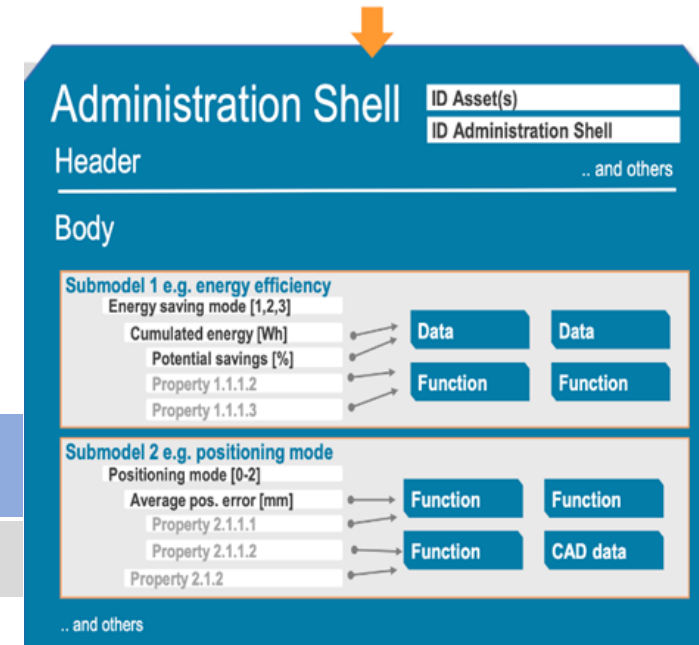 Administration Shell
ID Asset(s)
ID Administration Shell
Header
.. and others
Body
Submodel 1 e.g. energy efficiency
Energy saving mode [1,2,3]
Cumulated energy [Wh]
Potential savings [%]
Property 1.1.1.2
Property 1.1.1.3
Data
Data
Function
Function
Submodel 2 e.g. positioning mode
Positioning mode [0-2]
Average pos. error [mm]
Property 2.1.1.1
Property 2.1.1.2
Property 2.1.2
Function
Function
Function
CAD data
.. and others